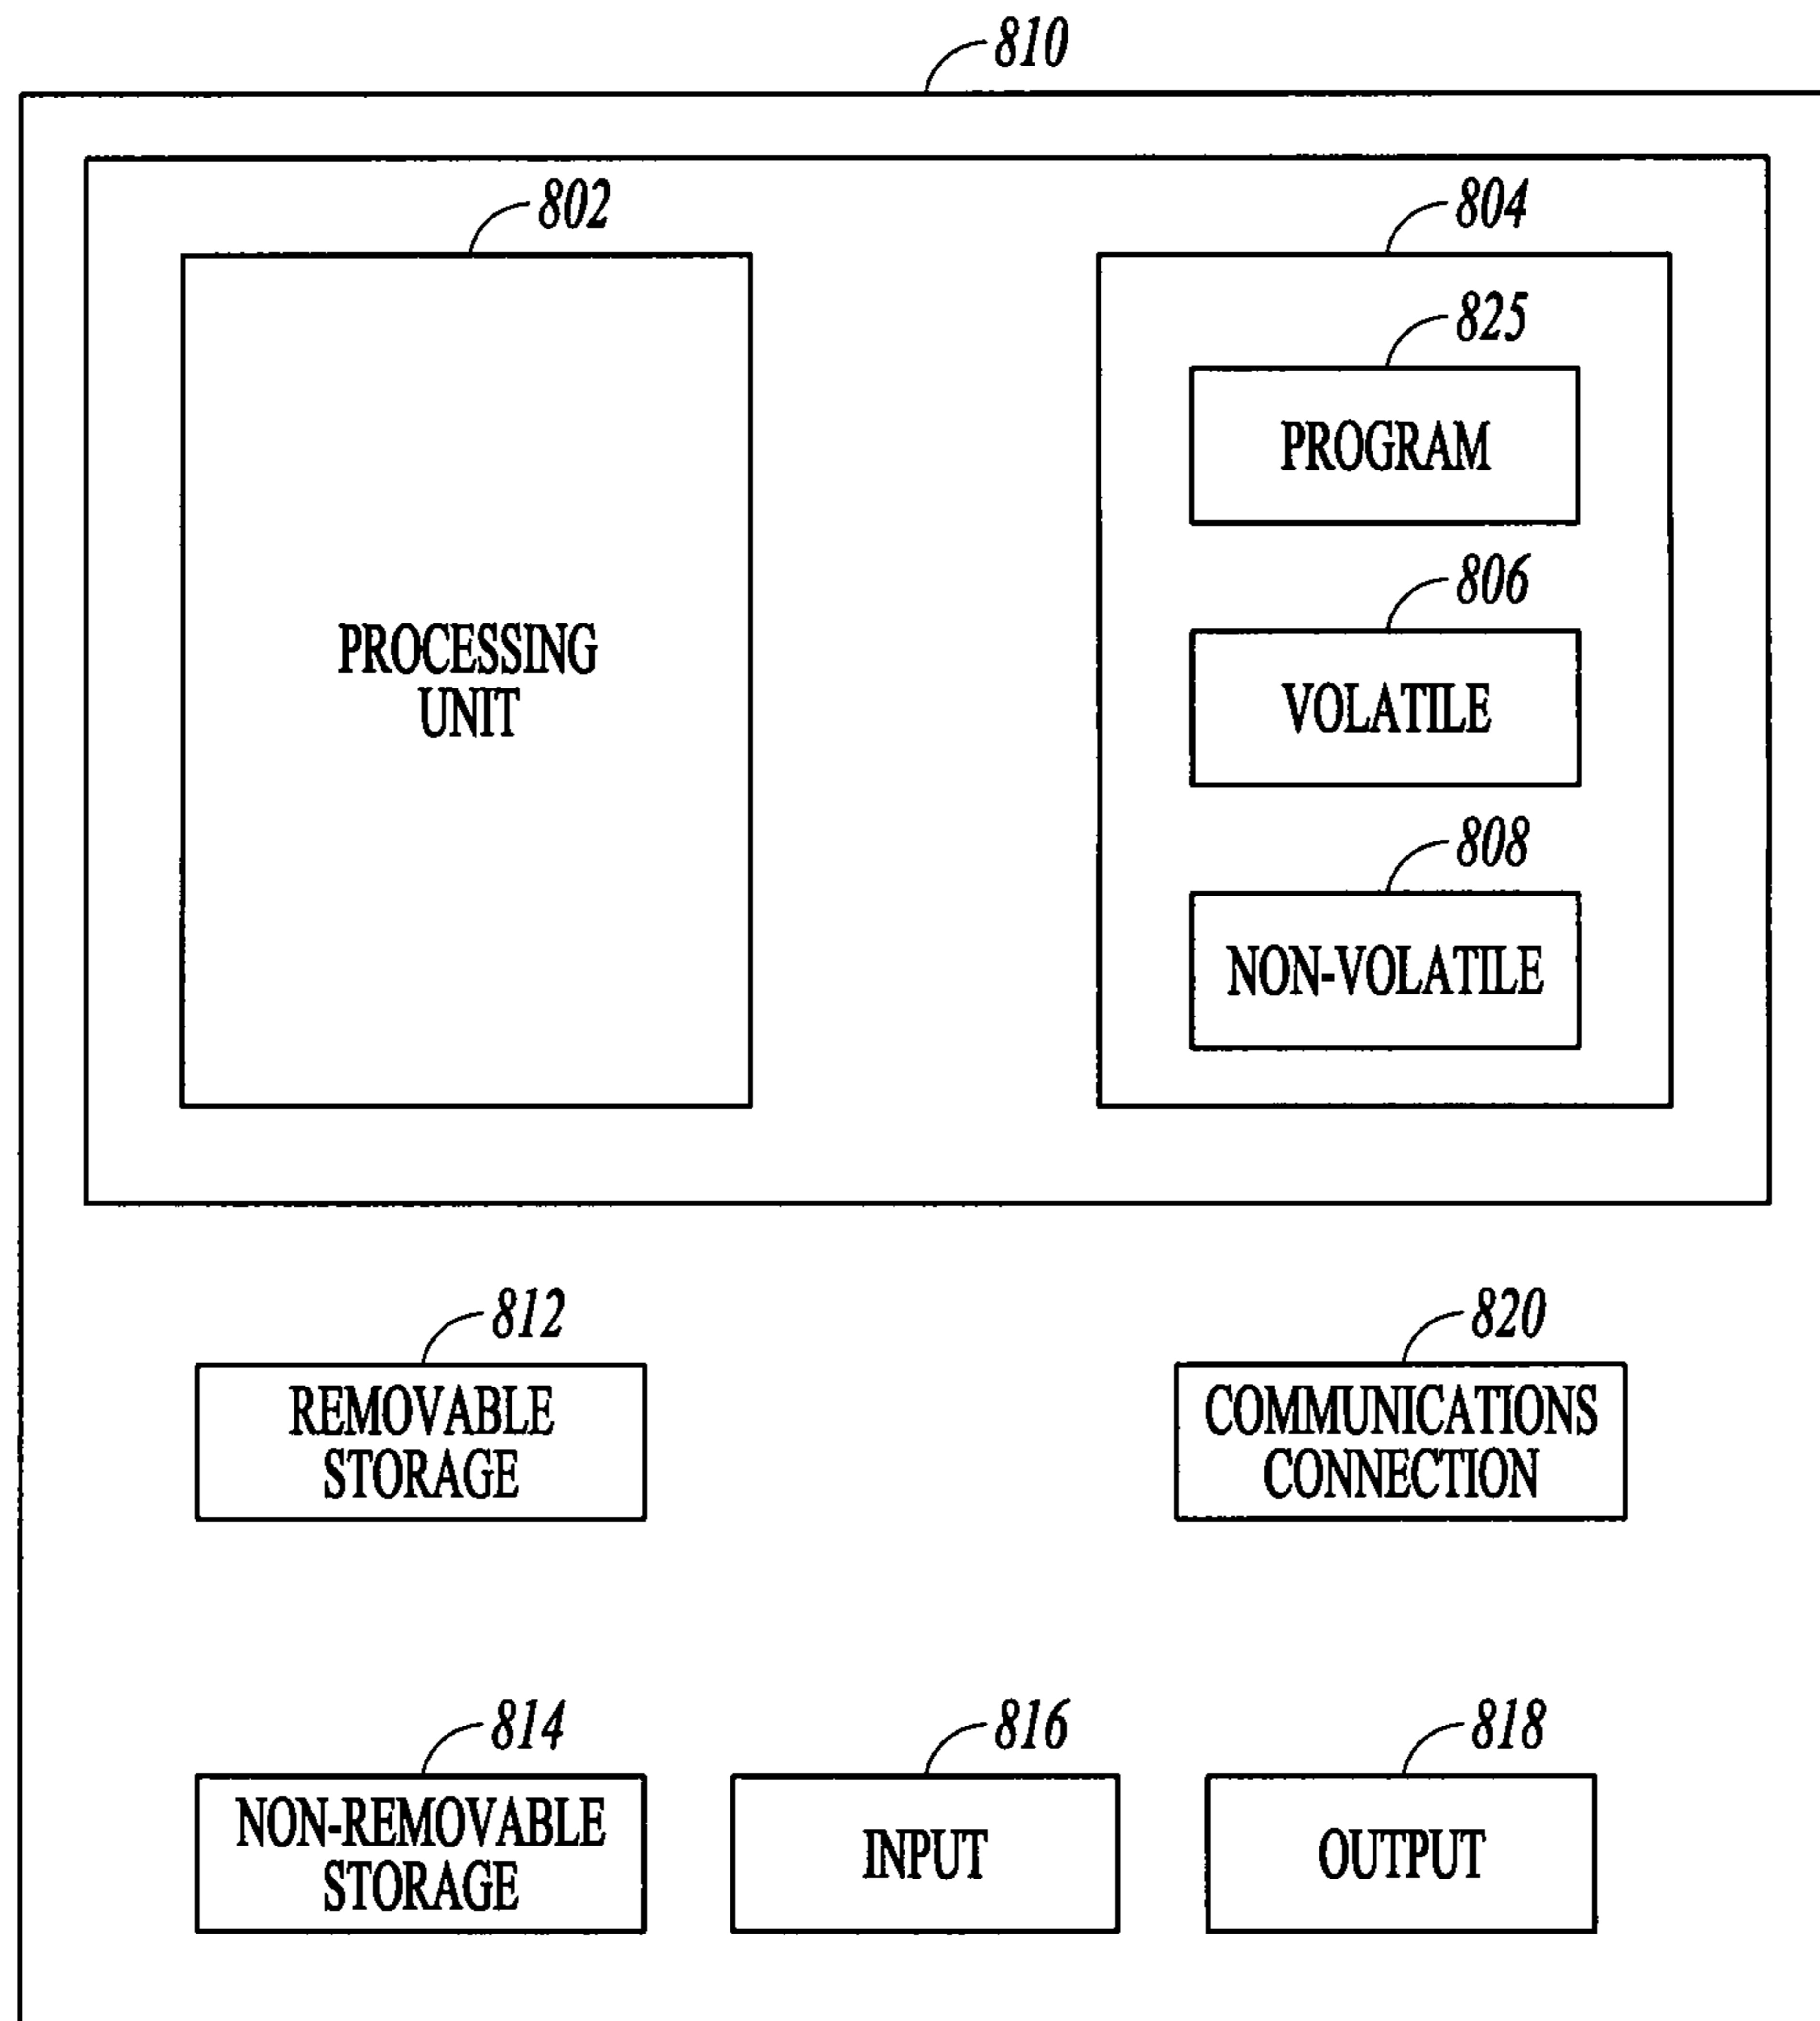 810
802
804
825
PROGRAM
806
PROCESSING
UNIT
VOLATILE
808
NON-VOLATILE
812
820
REMOVABLE
STORAGE
COMMUNICATIONS
CONNECTION
814
816
818
NON-REMOVABLE
STORAGE
INPUT
OUTPUT